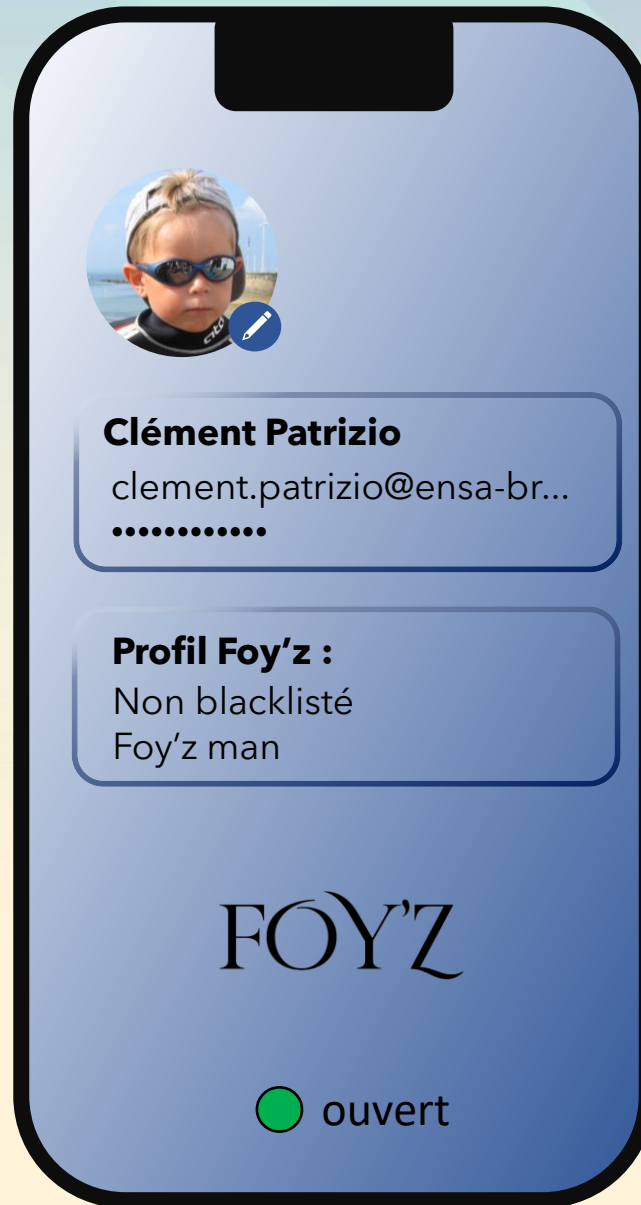 Clément Patrizio
clement.patrizio@ensa-br...
••••••••••••
Profil Foy’z :
Non blacklisté
Foy’z man
FOY’Z
ouvert